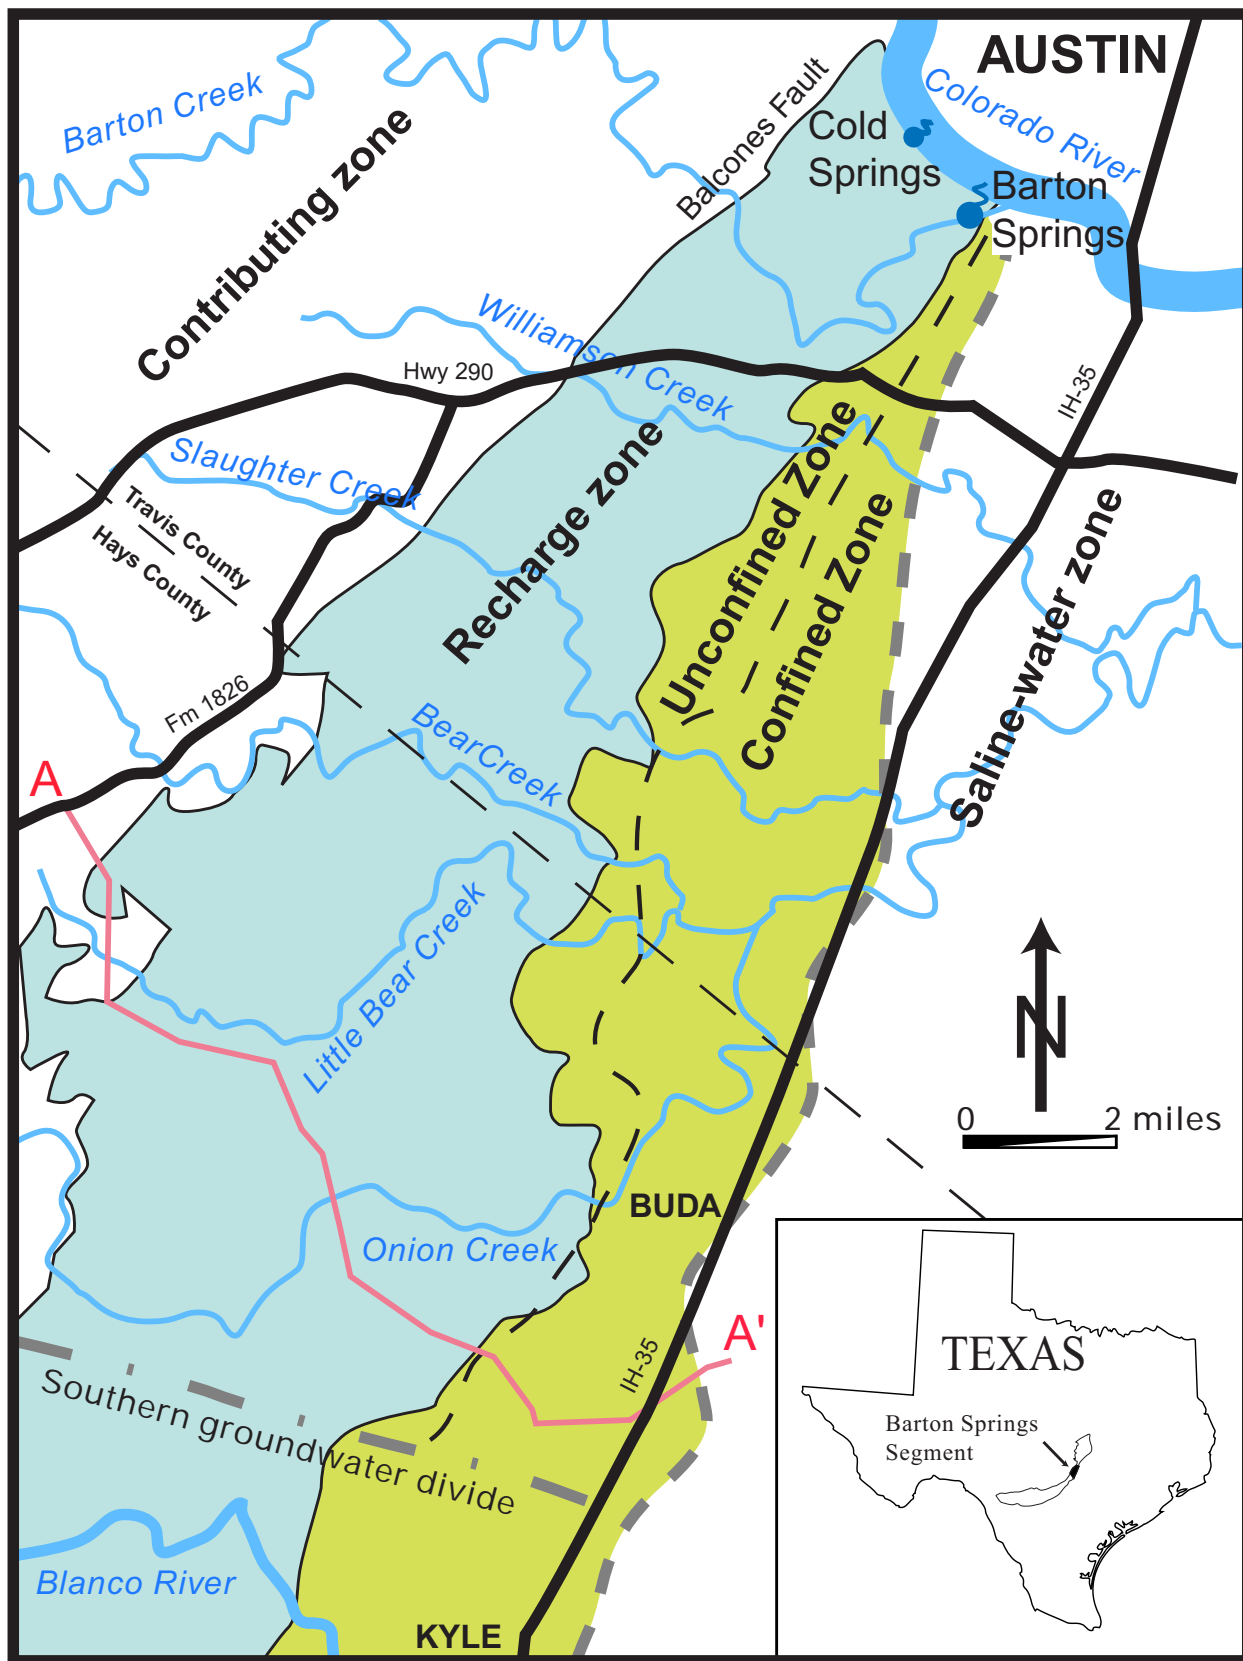 AUSTIN
Barton Creek
Contributing zone
Balcones Fault
Colorado River
Cold
Springs
Barton
Springs
Williamson Creek
Hwy 290
IH-35
Slaughter Creek
Recharge zone
Unconfined Zone
Confined Zone
Saline-water zone
Travis County
Hays County
Fm 1826
BearCreek
A
Little Bear Creek
N
0 2 miles
BUDA
Onion Creek
A'
IH-35
Southern groundwater divide
TEXAS
Barton Springs
Segment
Blanco River
KYLE